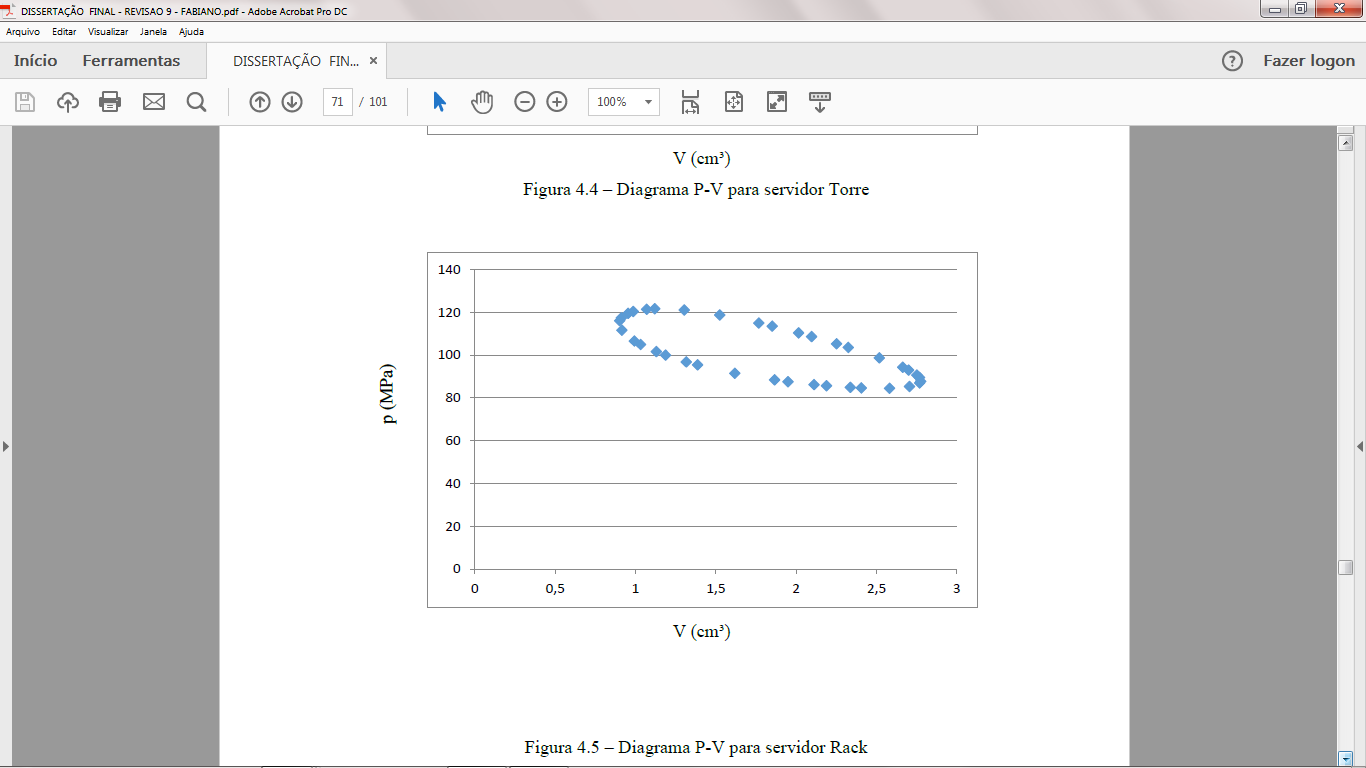 DISSERTAÇÃO FINAL - REVISAO 9 - FABIANO.pdf - Adobe Acrobat Pro DC
Arquivo Editar Visualizar Janela Ajuda
Início Ferramentas DISSERTAÇÃO FIN... × ? Fazer logon
71 / 101 100%
V (cm³)
Figura 4.4 – Diagrama P-V para servidor Torre
140
120
100
80
60
40
20
0
p (MPa)
0 0,5 1 1,5 2 2,5 3
V (cm³)
Figura 4.5 – Diagrama P-V para servidor Rack